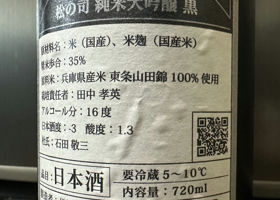 松の司 純米大吟醸 黒
原材料名：米（国産）、米麹（国産米）
精米歩合：35%
原料米：兵庫県産米 東条山田錦 100% 使用
製造責任者：田中 孝英
アルコール分：16度
日本酒度：-3 酸度：1.3
杜氏：石田 敬三
品目 日本酒
要冷蔵 5～10℃
内容量：720ml